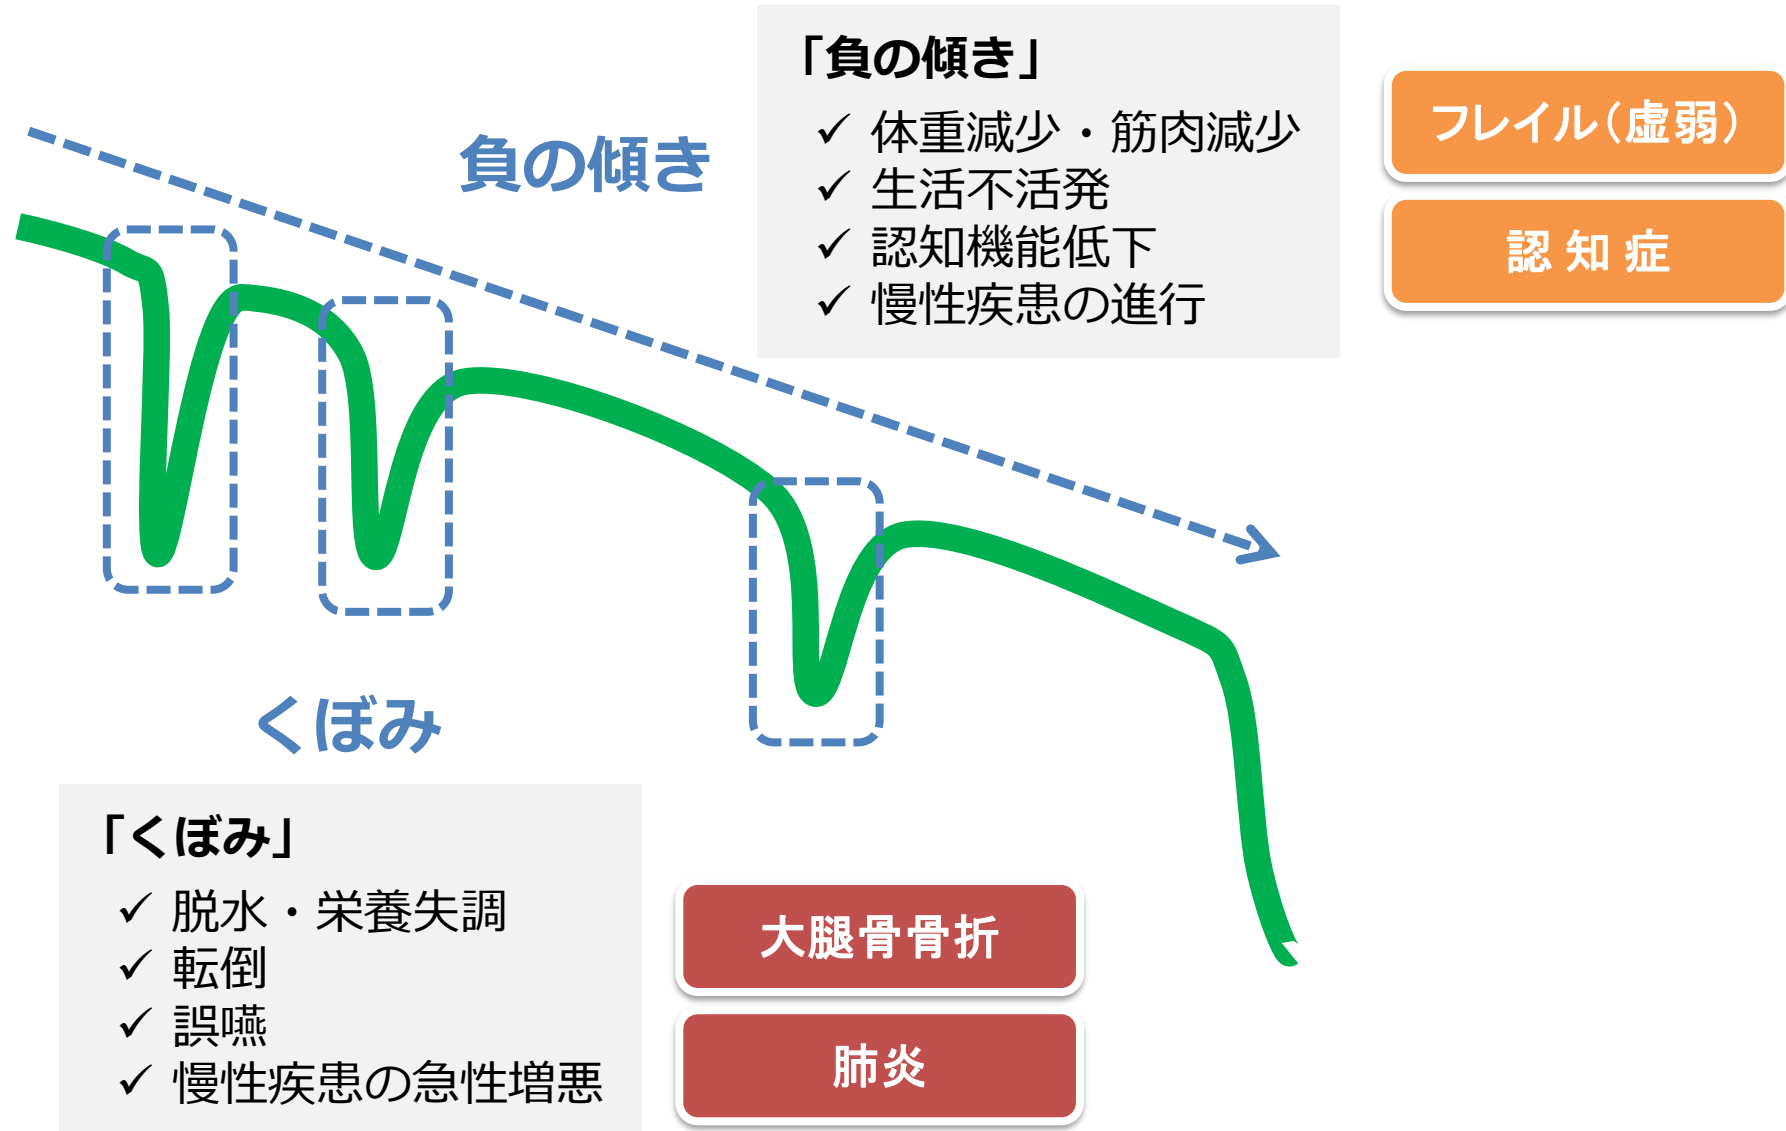 負の傾き
「負の傾き」
✓ 体重減少・筋肉減少
✓ 生活不活発
✓ 認知機能低下
✓ 慢性疾患の進行
フレイル（虚弱）
認知症
くぼみ
「くぼみ」
✓ 脱水・栄養失調
✓ 転倒
✓ 誤嚥
✓ 慢性疾患の急性増悪
大腿骨骨折
肺炎